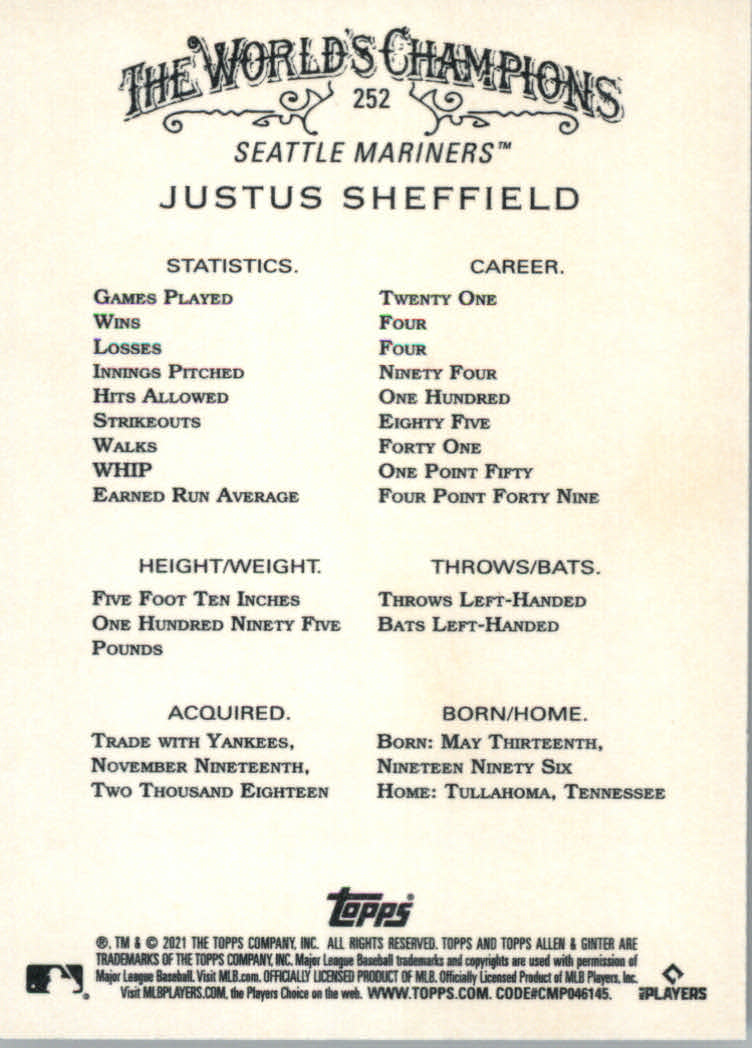 THE WORLD'S CHAMPIONS
252
SEATTLE MARINERS™
JUSTUS SHEFFIELD
STATISTICS. CAREER.
GAMES PLAYED TWENTY ONE
WINS FOUR
LOSSES FOUR
INNINGS PITCHED NINETY FOUR
HITS ALLOWED ONE HUNDRED
STRIKEOUTS EIGHTY FIVE
WALKS FORTY ONE
WHIP ONE POINT FIFTY
EARNED RUN AVERAGE FOUR POINT FORTY NINE
HEIGHT/WEIGHT. THROWS/BATS.
FIVE FOOT TEN INCHES THROWS LEFT-HANDED
ONE HUNDRED NINETY FIVE BATS LEFT-HANDED
POUNDS
ACQUIRED. BORN/HOME.
TRADE WITH YANKEES, BORN: MAY THIRTEENTH,
NOVEMBER NINETEENTH, NINETEEN NINETY SIX
TWO THOUSAND EIGHTEEN HOME: TULLAHOMA, TENNESSEE
Topps®
®, TM & © 2021 THE TOPPS COMPANY, INC. ALL RIGHTS RESERVED. TOPPS AND TOPPS ALLEN & GINTER ARE
TRADEMARKS OF THE TOPPS COMPANY, INC. Major League Baseball trademarks and copyrights are used with permission of
Major League Baseball. Visit MLB.com. OFFICIALLY LICENSED PRODUCT OF MLB. Officially Licensed Product of MLB Players, Inc.
Visit MLBPLAYERS.COM, the Players Choice on the web. WWW.TOPPS.COM. CODE#CMP046145.
MLB PLAYERS